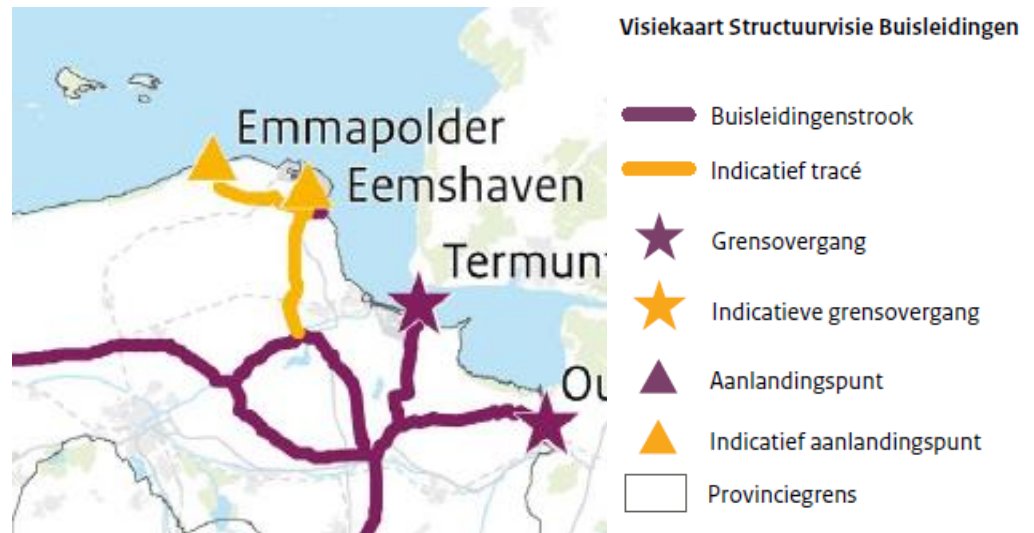 Visiekaart Structuurvisie Buisleidingen
Emmapolder
Eemshaven
Termun
Ou
Buisleidingenstrook
Indicatief tracé
Grensovergang
Indicatieve grensovergang
Aanlandingspunt
Indicatief aanlandingspunt
Provinciegrens